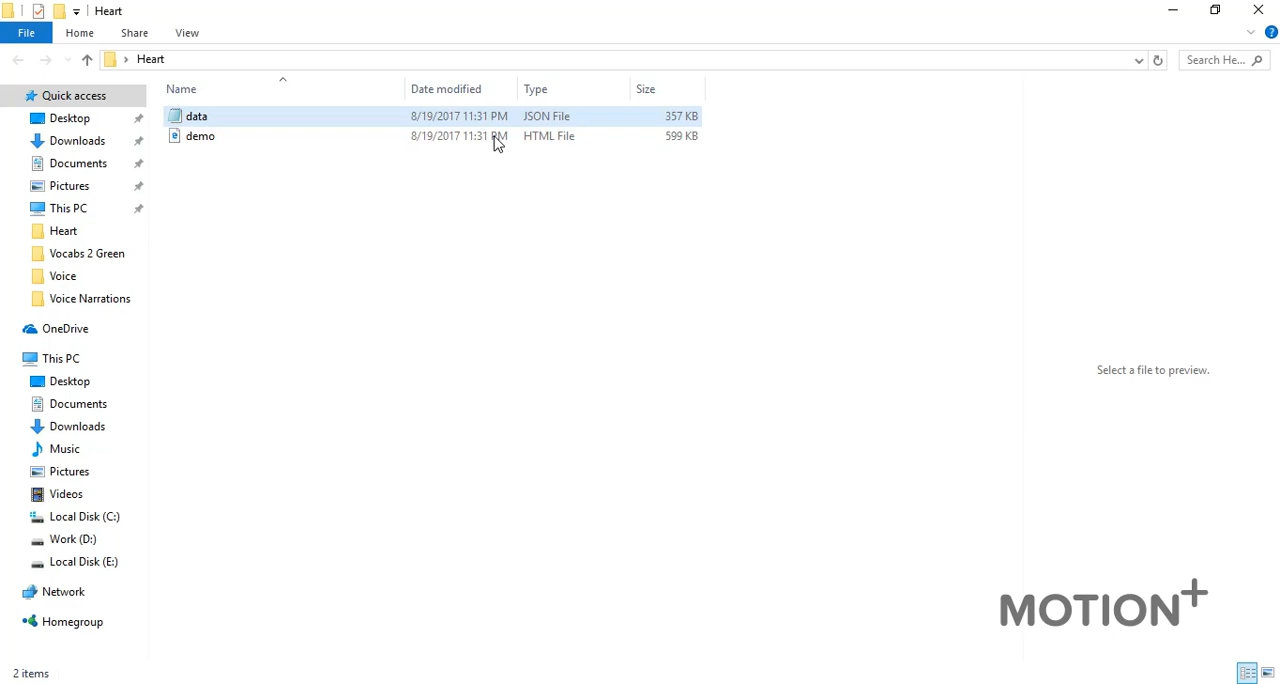 Heart
File Home Share View
Heart
Search He...
Name Date modified Type Size
data 8/19/2017 11:31 PM JSON File 357 KB
demo 8/19/2017 11:31 PM HTML File 599 KB
Quick access
Desktop
Downloads
Documents
Pictures
This PC
Heart
Vocabs 2 Green
Voice
Voice Narrations
OneDrive
This PC
Desktop
Documents
Downloads
Music
Pictures
Videos
Local Disk (C:)
Work (D:)
Local Disk (E:)
Network
Homegroup
Select a file to preview.
MOTION+
2 items